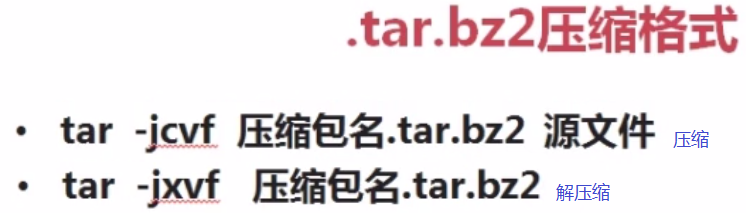 .tar.bz2压缩格式
• tar -jcvf 压缩包名.tar.bz2 源文件 压缩
• tar -jxvf 压缩包名.tar.bz2 解压缩